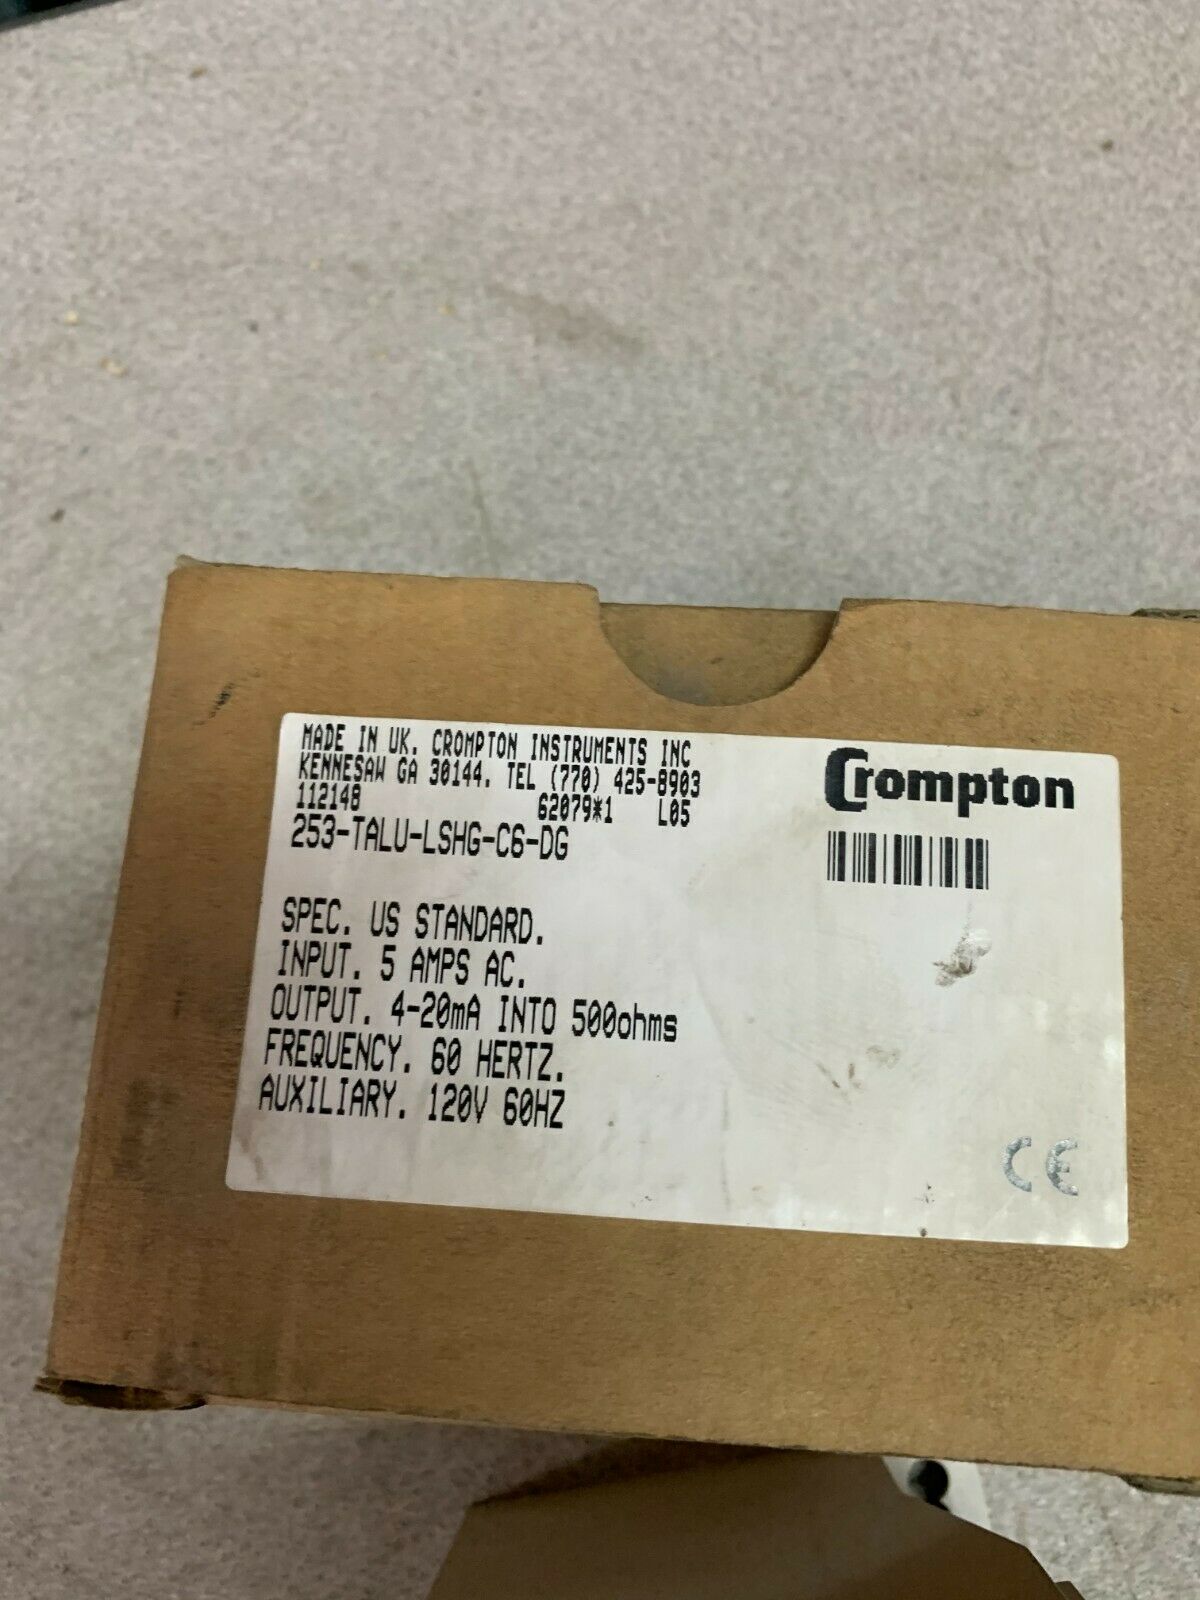 MADE IN UK. CROMPTON INSTRUMENTS INC
KENNESAW GA 30144. TEL (770) 425-8903
112148 62079*1 L05
253-TALU-LSHG-C6-DG
Crompton
SPEC. US STANDARD.
INPUT. 5 AMPS AC.
OUTPUT. 4-20mA INTO 500ohms
FREQUENCY. 60 HERTZ.
AUXILIARY. 120V 60HZ
CE